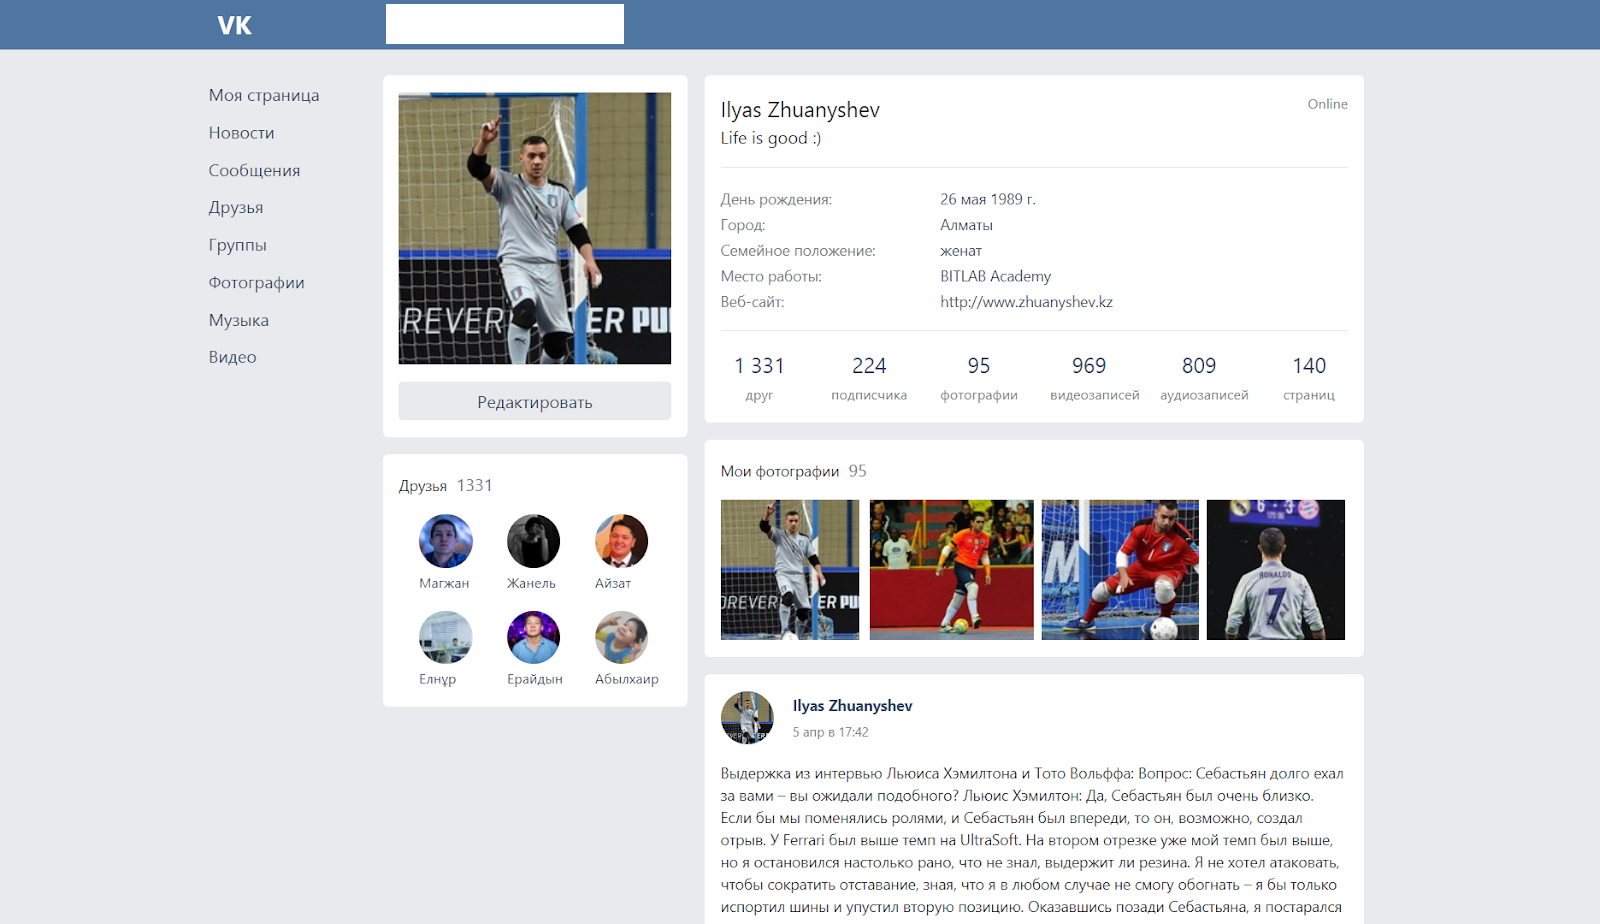 VK
Моя страница
Новости
Сообщения
Друзья
Группы
Фотографии
Музыка
Видео
REVER
ER PU
Редактировать
Друзья 1331
Магжан Жанель Айзат
Елнұр Ерайдын Абылхаир
Ilyas Zhuanyshev
Online
Life is good :)
День рождения: 26 мая 1989 г.
Город: Алматы
Семейное положение: женат
Место работы: BITLAB Academy
Веб-сайт: http://www.zhuanyshev.kz
1 331 224 95 969 809 140
друг подписчика фотографии видеозаписей аудиозаписей страниц
Мои фотографии 95
OREVER ER PU
6 3
RONALDO
7
Ilyas Zhuanyshev
5 апр в 17:42
Выдержка из интервью Льюиса Хэмилтона и Тото Вольффа: Вопрос: Себастьян долго ехал
за вами – вы ожидали подобного? Льюис Хэмилтон: Да, Себастьян был очень близко.
Если бы мы поменялись ролями, и Себастьян был впереди, то он, возможно, создал
отрыв. У Ferrari был выше темп на UltraSoft. На втором отрезке уже мой темп был выше,
но я остановился настолько рано, что не знал, выдержит ли резина. Я не хотел атаковать,
чтобы сократить отставание, зная, что я в любом случае не смогу обогнать – я бы только
испортил шины и упустил вторую позицию. Оказавшись позади Себастьяна, я постарался